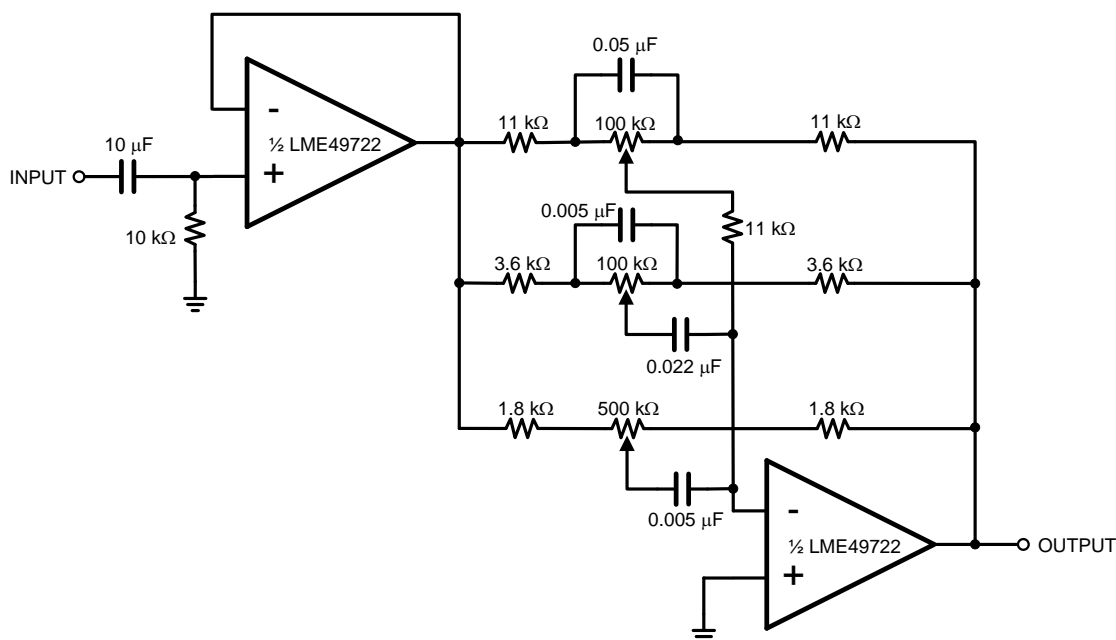 0.05 μF
11 kΩ
100 kΩ
11 kΩ
-
½ LME49722
+
10 μF
INPUT
10 kΩ
0.005 μF
11 kΩ
3.6 kΩ
100 kΩ
3.6 kΩ
0.022 μF
1.8 kΩ
500 kΩ
1.8 kΩ
0.005 μF
-
½ LME49722
+
OUTPUT